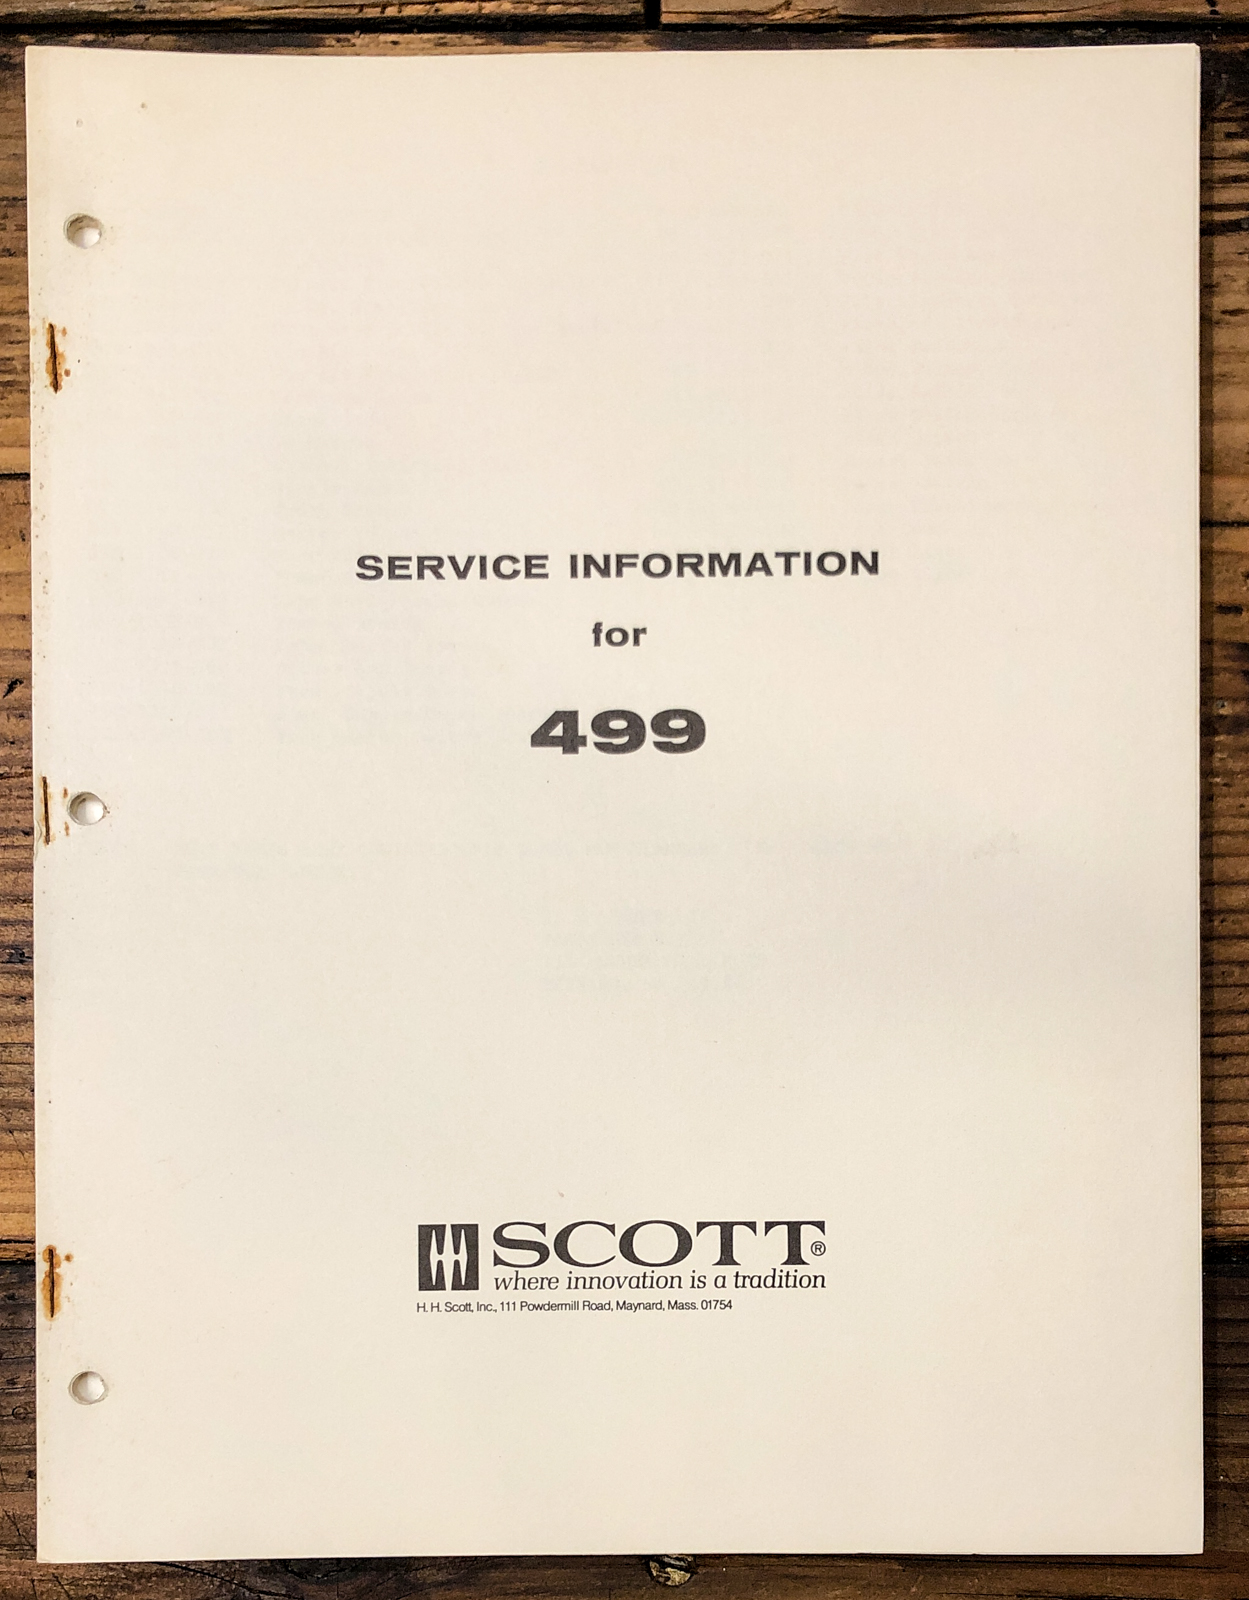 SERVICE INFORMATION
for
499
SCOTT®
where innovation is a tradition
H. H. Scott, Inc., 111 Powdermill Road, Maynard, Mass. 01754